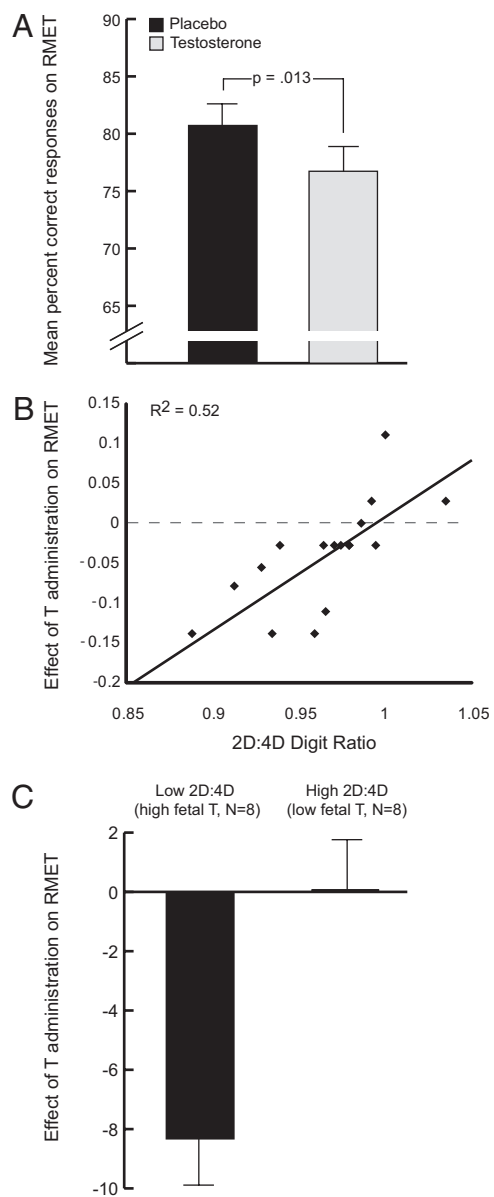 A
Mean percent correct responses on RMET
90
85
80
75
70
65
Placebo
Testosterone
p = .013
B
Effect of T administration on RMET
0.15
0.1
0.05
0
-0.05
-0.1
-0.15
-0.2
R2 = 0.52
0.85
0.9
0.95
1
1.05
2D:4D Digit Ratio
C
Low 2D:4D
(high fetal T, N=8)
High 2D:4D
(low fetal T, N=8)
Effect of T administration on RMET
2
0
-2
-4
-6
-8
-10